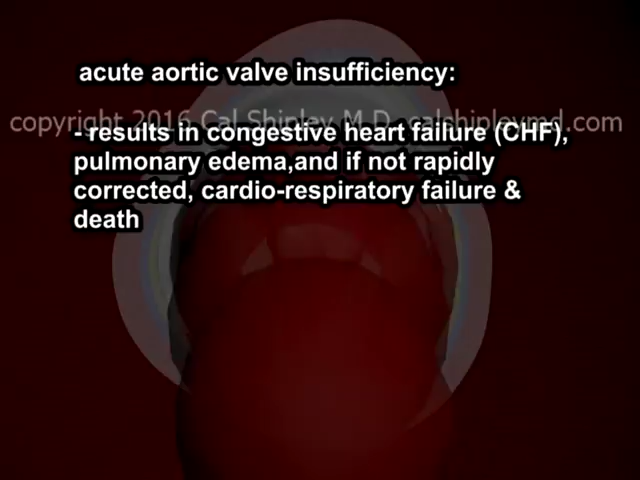 acute aortic valve insufficiency:
copyright 2016 Cal Shipley M.D. calshipleymd.com
- results in congestive heart failure (CHF),
pulmonary edema,and if not rapidly
corrected, cardio-respiratory failure &
death